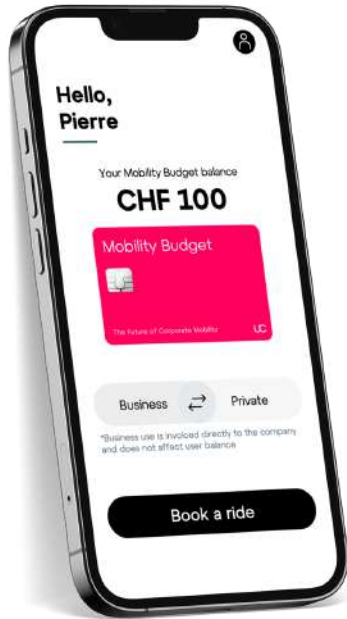 Hello,
Pierre
Your Mobility Budget balance
CHF 100
Mobility Budget
The Future of Corporate Mobility
UC
Business
Private
*Business use is invoiced directly to the company
and does not affect user balance
Book a ride